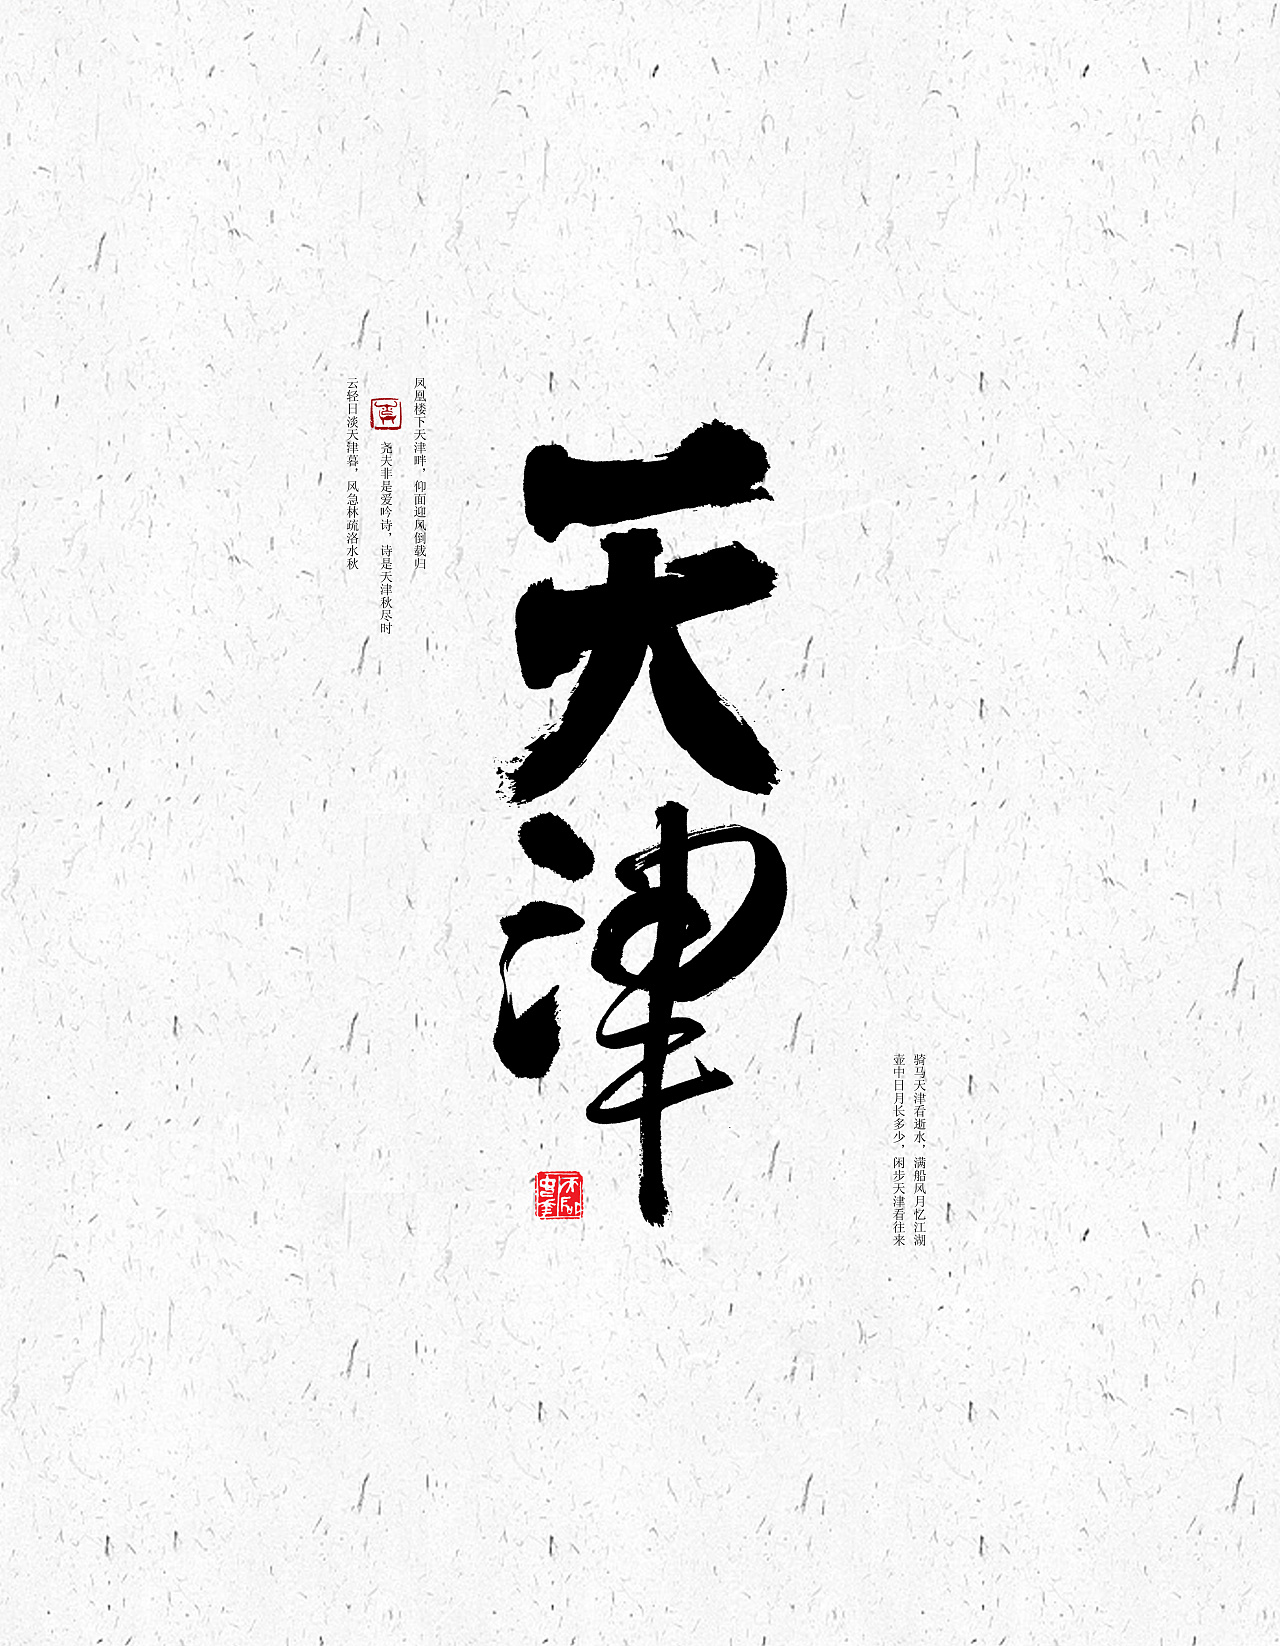 天津
凤凰楼下天津畔，仰面迎风倒载归
尧夫非是爱吟诗，诗是天津秋尽时
云轻日淡天津暮，风急林疏洛水秋
骑马天津看逝水，满船风月忆江湖
壶中日月长多少，闲步天津看往来